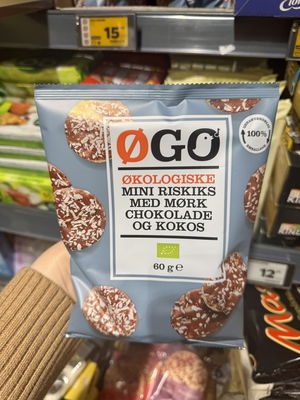 15
ØGO
ØKOLOGISKE
MINI RISKIKS
MED MØRK
CHOKOLADE
OG KOKOS
60 g e
100%
12